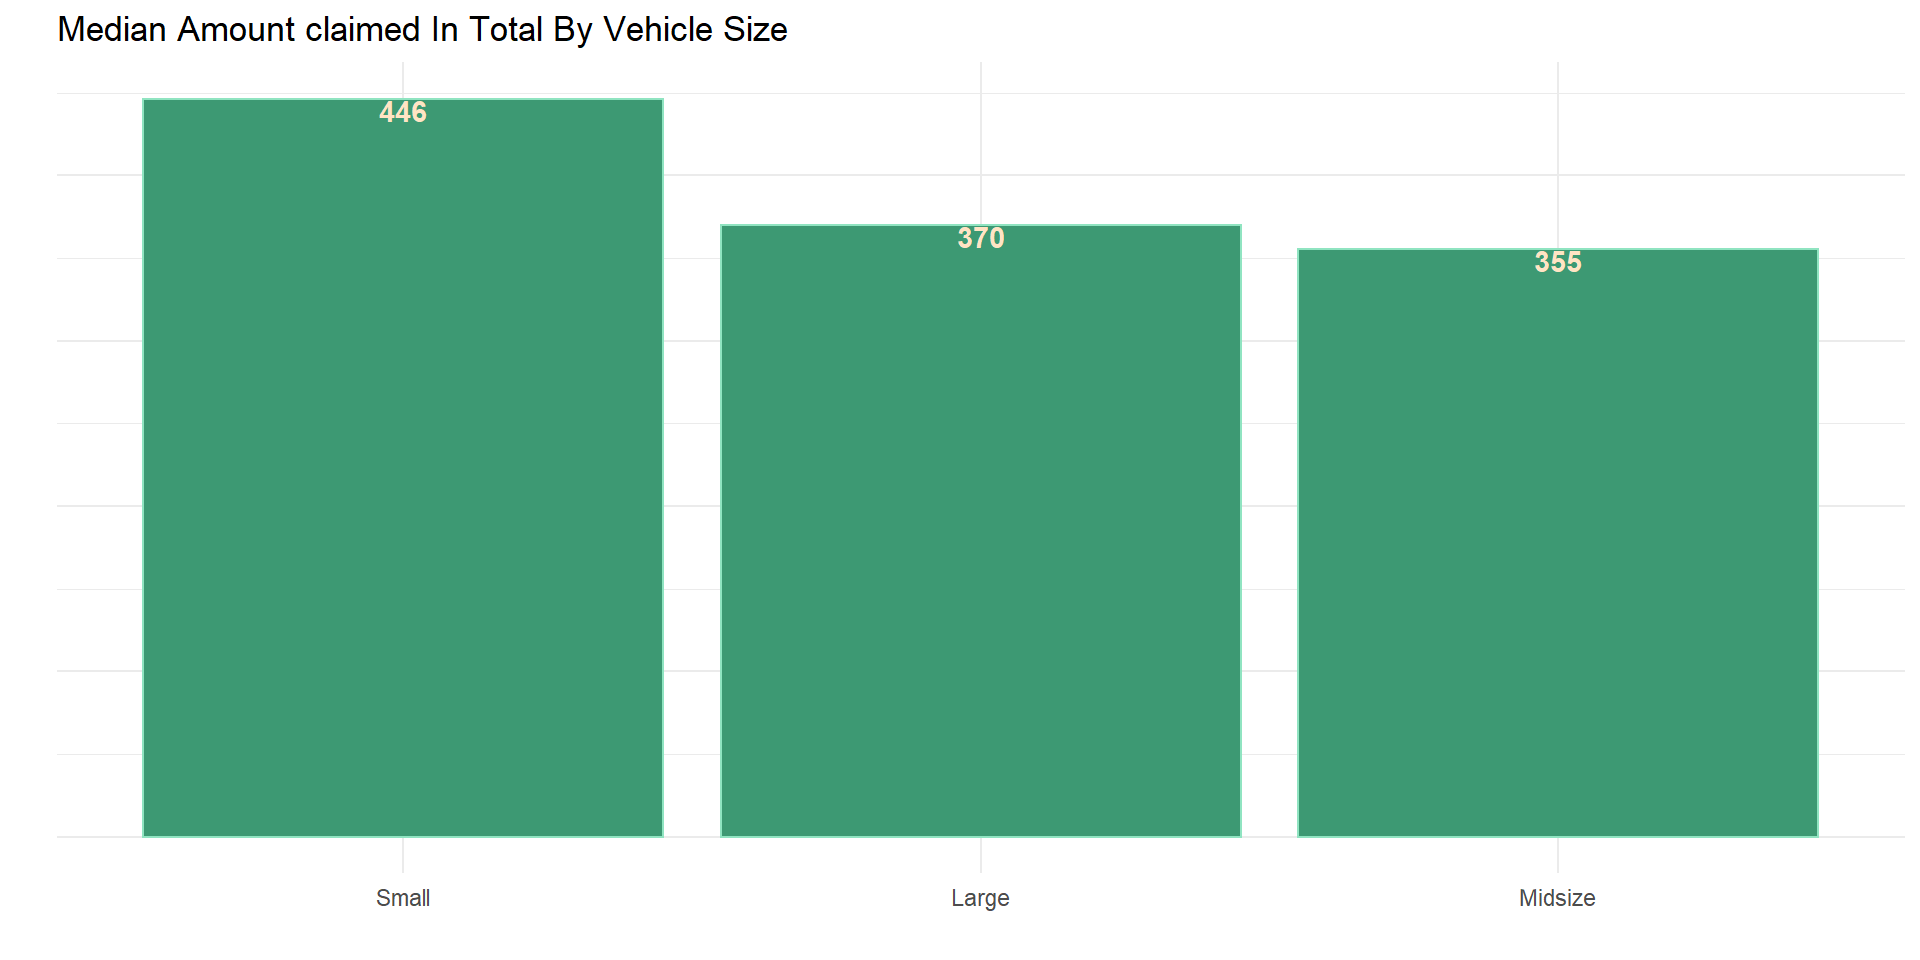 Median Amount claimed In Total By Vehicle Size
446
370
355
Small
Large
Midsize